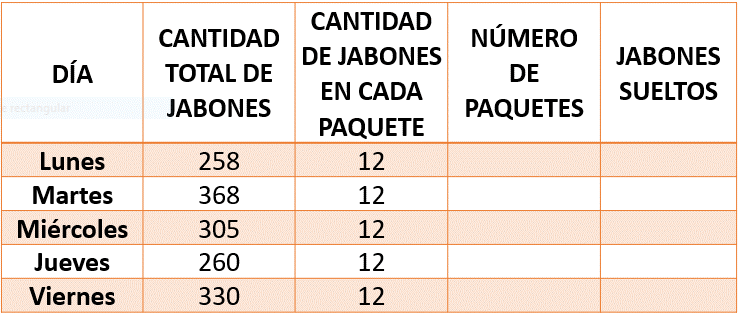 DÍA
CANTIDAD
TOTAL DE
JABONES
CANTIDAD
DE JABONES
EN CADA
PAQUETE
NÚMERO
DE
PAQUETES
JABONES
SUELTOS
rectangular
Lunes 258 12
Martes 368 12
Miércoles 305 12
Jueves 260 12
Viernes 330 12